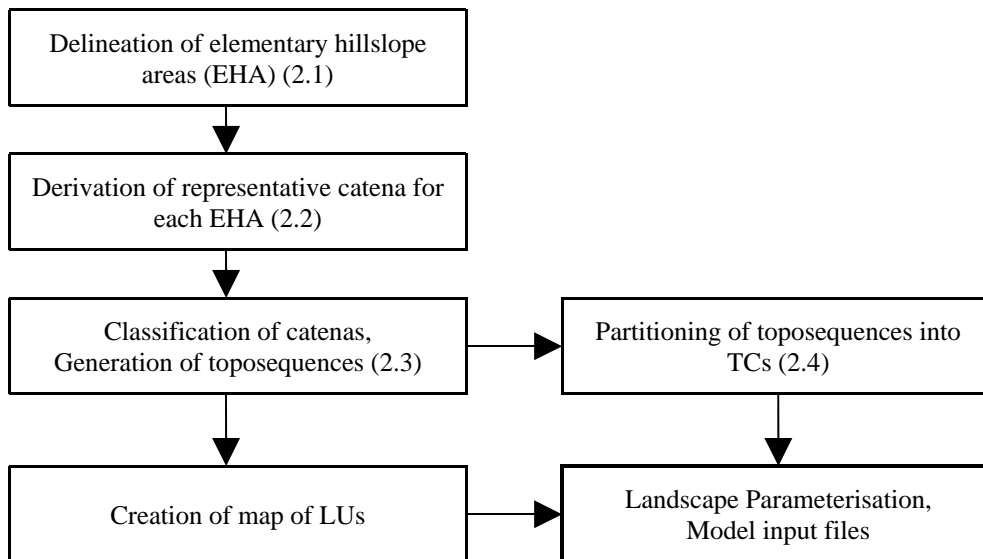 Delineation of elementary hillslope
areas (EHA) (2.1)
Derivation of representative catena for
each EHA (2.2)
Classification of catenas,
Generation of toposequences (2.3)
Partitioning of toposequences into
TCs (2.4)
Creation of map of LUs
Landscape Parameterisation,
Model input files